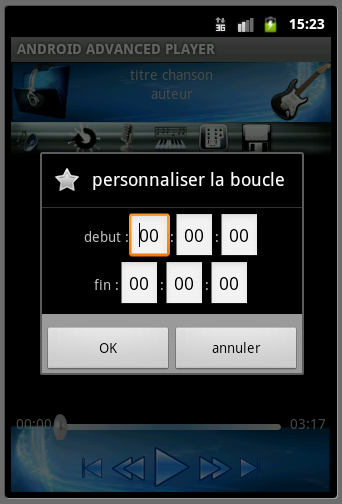 3G 15:23
ANDROID ADVANCED PLAYER
titre chanson
auteur
personnaliser la boucle
debut : 00 : 00 : 00
fin : 00 : 00 : 00
OK annuler
00:00 03:17